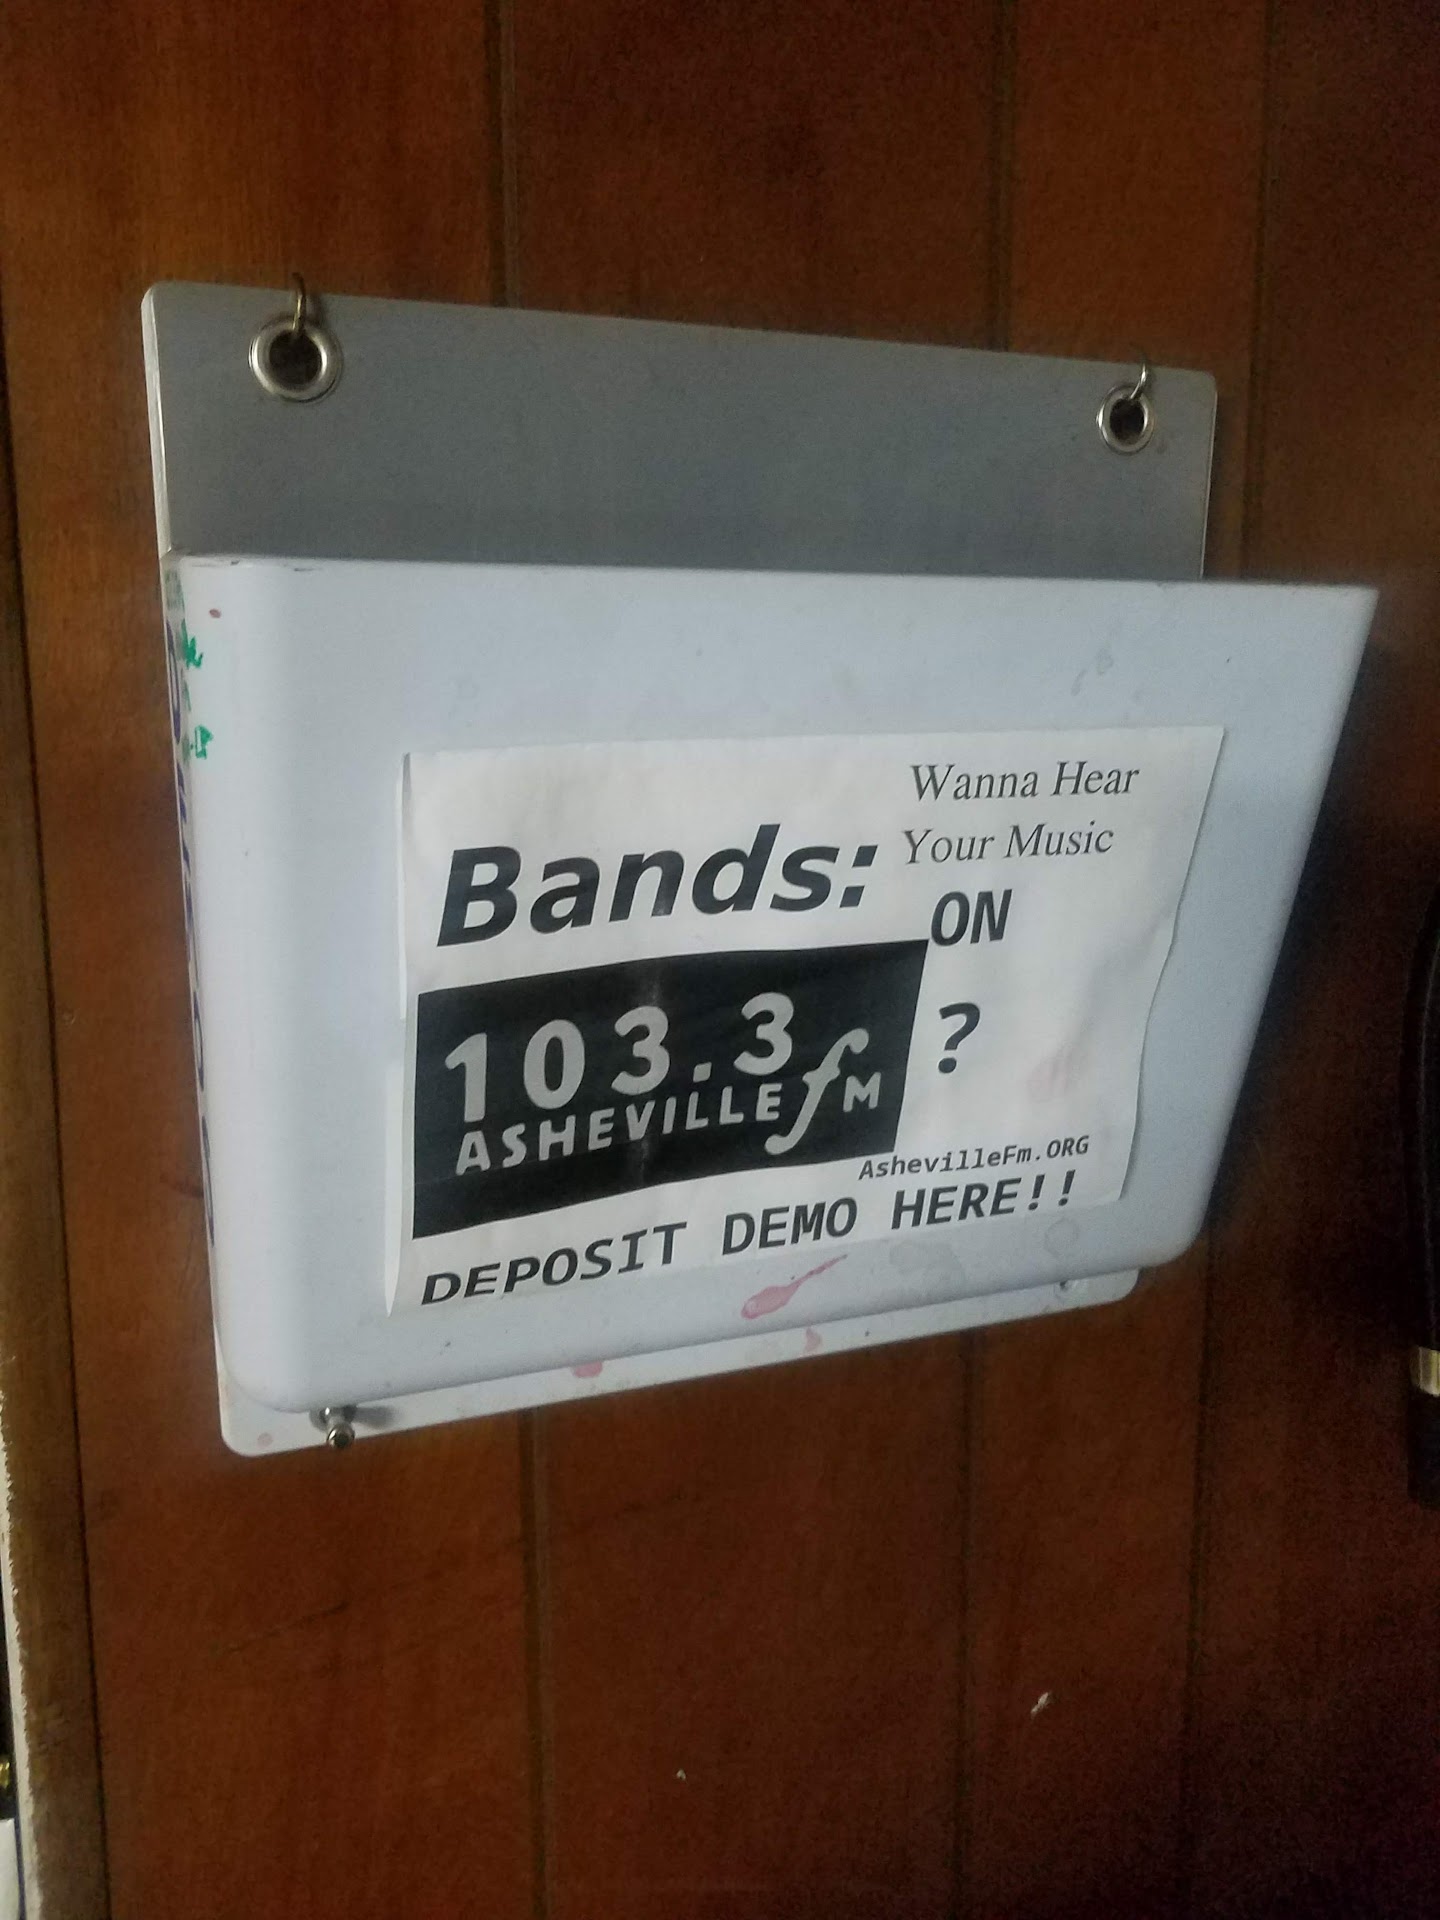 Bands:
Wanna Hear
Your Music
ON
103.3
ASHEVILLE fM
?
AshevilleFm.ORG
DEPOSIT DEMO HERE!!